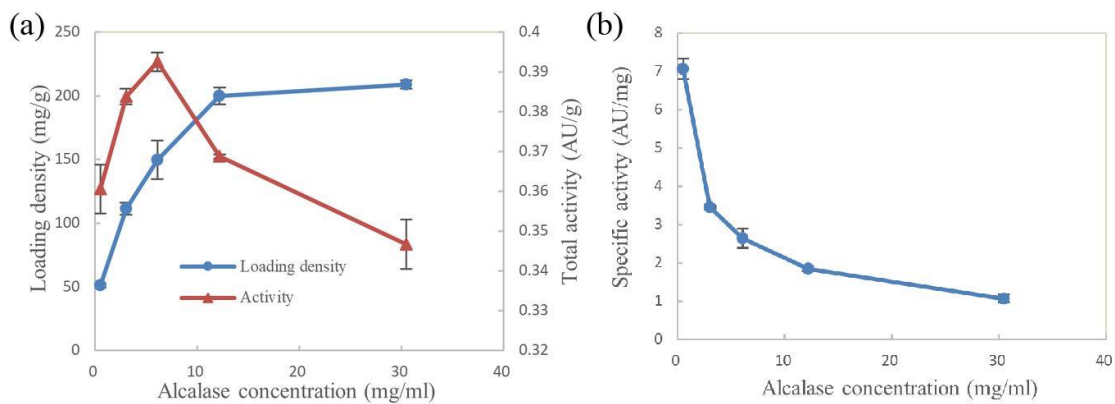 (a)
Loading density (mg/g)
250
200
150
100
50
0
0.4
0.39
0.38
0.37
0.36
0.35
0.34
0.33
0.32
Total activity (AU/g)
Loading density
Activity
0 10 20 30 40
Alcalase concentration (mg/ml)
(b)
Specific activty (AU/mg)
8
7
6
5
4
3
2
1
0
0 10 20 30 40
Alcalase concentration (mg/ml)